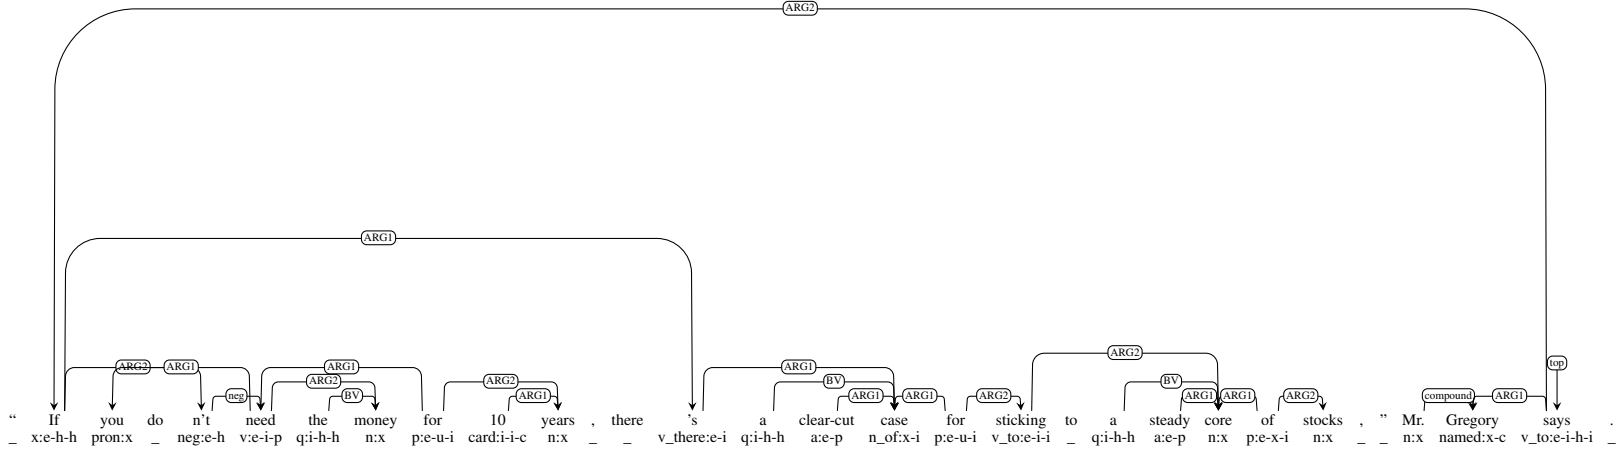 ARG2
ARG1
ARG2 ARG1 ARG1 ARG1 ARG2
ARG2 ARG2 BV BV top
neg BV ARG1 ARG1 ARG1 ARG2 ARG1 ARG1 ARG2 compound ARG1
“ If you do n't need the money for 10 years , there 's a clear-cut case for sticking to a steady core of stocks , ” Mr. Gregory says .
_ x:e-h-h pron:x _ neg:e-h v:e-i-p q:i-h-h n:x p:e-u-i card:i-i-c n:x _ _ v_there:e-i q:i-h-h a:e-p n_of:x-i p:e-u-i v_to:e-i-i _ q:i-h-h a:e-p n:x p:e-x-i n:x _ _ n:x named:x-c v_to:e-i-h-i _